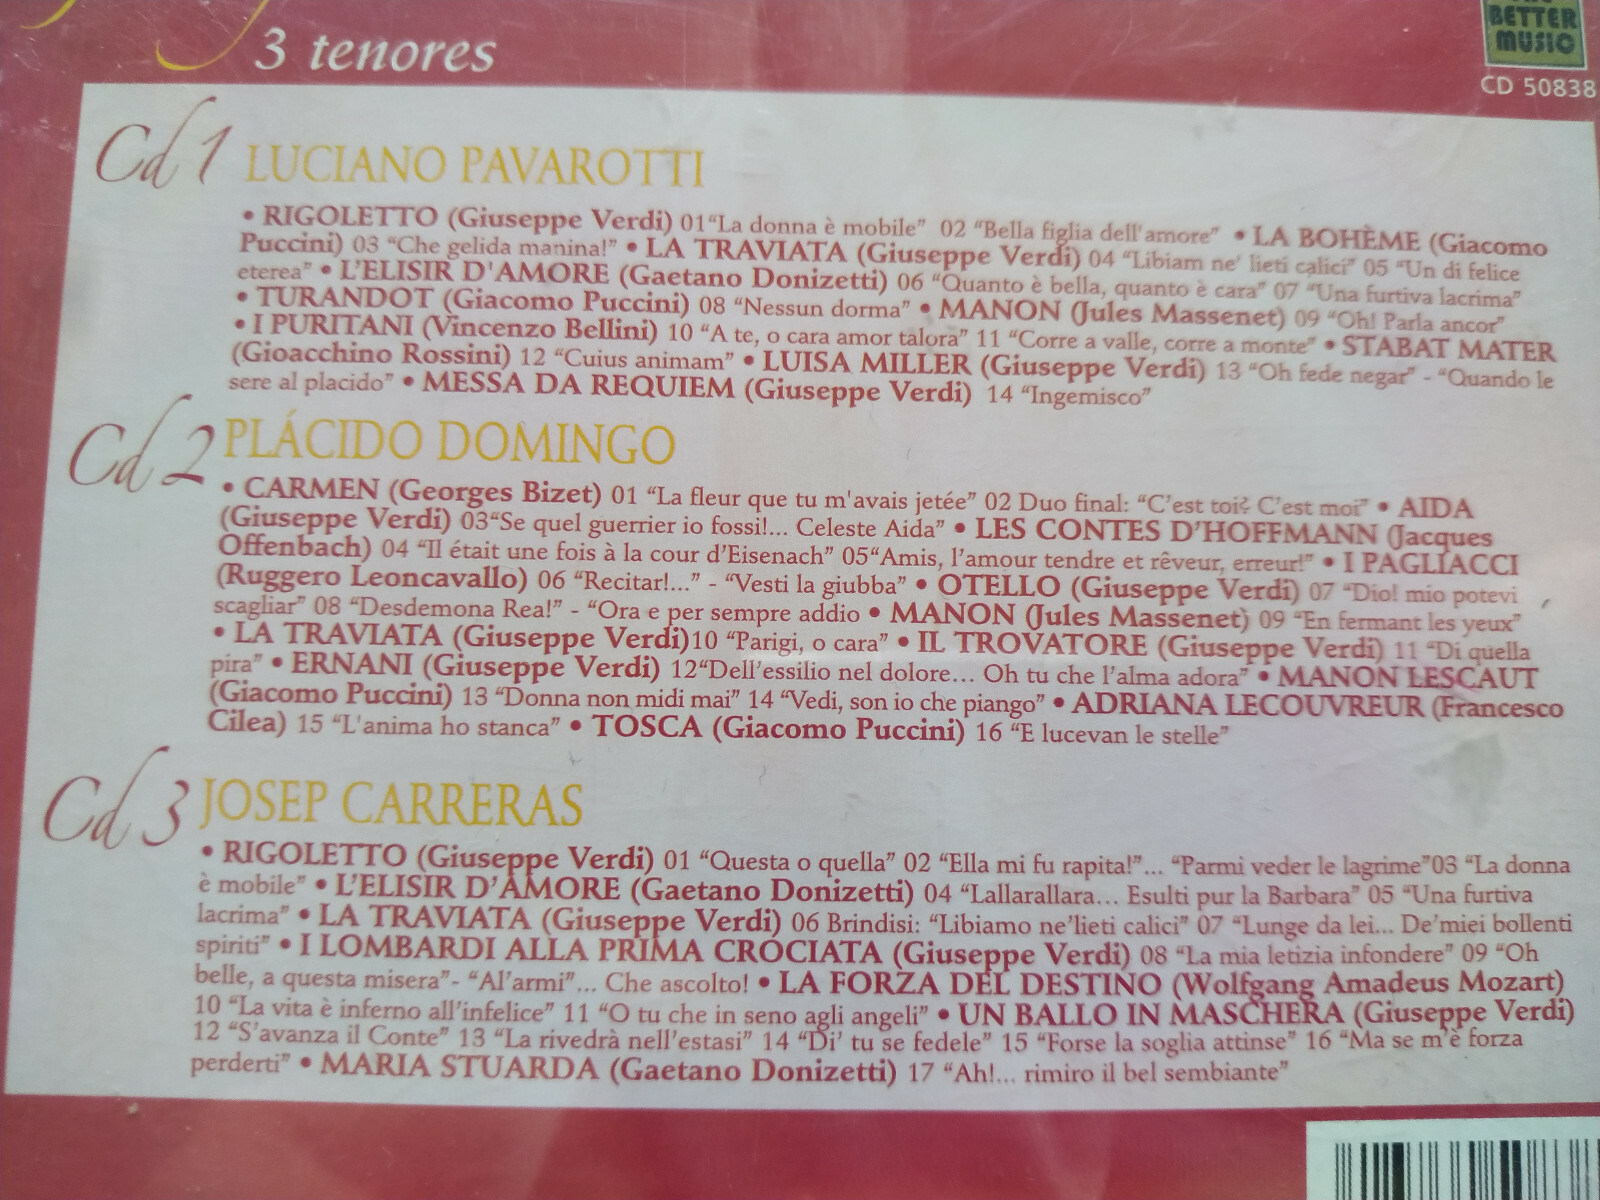 3 tenores
BETTER
MUSIC
CD 50838
Cd 1 LUCIANO PAVAROTTI
• RIGOLETTO (Giuseppe Verdi) 01“La donna è mobile” 02 “Bella figlia dell'amore” • LA BOHÈME (Giacomo
Puccini) 03 “Che gelida manina!” • LA TRAVIATA (Giuseppe Verdi) 04 “Libiam ne' lieti calici” 05 “Un di felice
eterea” • L’ELISIR D'AMORE (Gaetano Donizetti) 06 “Quanto è bella, quanto è cara” 07 “Una furtiva lacrima”
• TURANDOT (Giacomo Puccini) 08 “Nessun dorma” • MANON (Jules Massenet) 09 “Oh! Parla ancor”
• I PURITANI (Vincenzo Bellini) 10 “A te, o cara amor talora” 11 “Corre a valle, corre a monte” • STABAT MATER
(Gioacchino Rossini) 12 “Cuius animam” • LUISA MILLER (Giuseppe Verdi) 13 “Oh fede negar” - “Quando le
sere al placido” • MESSA DA REQUIEM (Giuseppe Verdi) 14 “Ingemisco”
Cd 2 PLÁCIDO DOMINGO
• CARMEN (Georges Bizet) 01 “La fleur que tu m'avais jetée” 02 Duo final: “C’est toi? C’est moi” • AIDA
(Giuseppe Verdi) 03“Se quel guerrier io fossi!... Celeste Aida” • LES CONTES D’HOFFMANN (Jacques
Offenbach) 04 “Il était une fois à la cour d’Eisenach” 05“Amis, l’amour tendre et rêveur, erreur!” • I PAGLIACCI
(Ruggero Leoncavallo) 06 “Recitar!...” - “Vesti la giubba” • OTELLO (Giuseppe Verdi) 07 “Dio! mio potevi
scagliar” 08 “Desdemona Rea!” - “Ora e per sempre addio • MANON (Jules Massenet) 09 “En fermant les yeux”
• LA TRAVIATA (Giuseppe Verdi)10 “Parigi, o cara” • IL TROVATORE (Giuseppe Verdi) 11 “Di quella
pira” • ERNANI (Giuseppe Verdi) 12“Dell’essilio nel dolore... Oh tu che l’alma adora” • MANON LESCAUT
(Giacomo Puccini) 13 “Donna non midi mai” 14 “Vedi, son io che piango” • ADRIANA LECOUVREUR (Francesco
Cilea) 15 “L'anima ho stanca” • TOSCA (Giacomo Puccini) 16 “E lucevan le stelle”
Cd 3 JOSEP CARRERAS
• RIGOLETTO (Giuseppe Verdi) 01 “Questa o quella” 02 “Ella mi fu rapita!”... “Parmi veder le lagrime”03 “La donna
è mobile” • L’ELISIR D’AMORE (Gaetano Donizetti) 04 “Lallarallara... Esulti pur la Barbara” 05 “Una furtiva
lacrima” • LA TRAVIATA (Giuseppe Verdi) 06 Brindisi: “Libiamo ne’lieti calici” 07 “Lunge da lei... De’miei bollenti
spiriti” • I LOMBARDI ALLA PRIMA CROCIATA (Giuseppe Verdi) 08 “La mia letizia infondere” 09 “Oh
belle, a questa misera”- “Al’armi”... Che ascolto! • LA FORZA DEL DESTINO (Wolfgang Amadeus Mozart)
10 “La vita è inferno all’infelice” 11 “O tu che in seno agli angeli” • UN BALLO IN MASCHERA (Giuseppe Verdi)
12 “S’avanza il Conte” 13 “La rivedrà nell’estasi” 14 “Di’ tu se fedele” 15 “Forse la soglia attinse” 16 “Ma se m’è forza
perderti” • MARIA STUARDA (Gaetano Donizetti) 17 “Ah!... rimiro il bel sembiante”